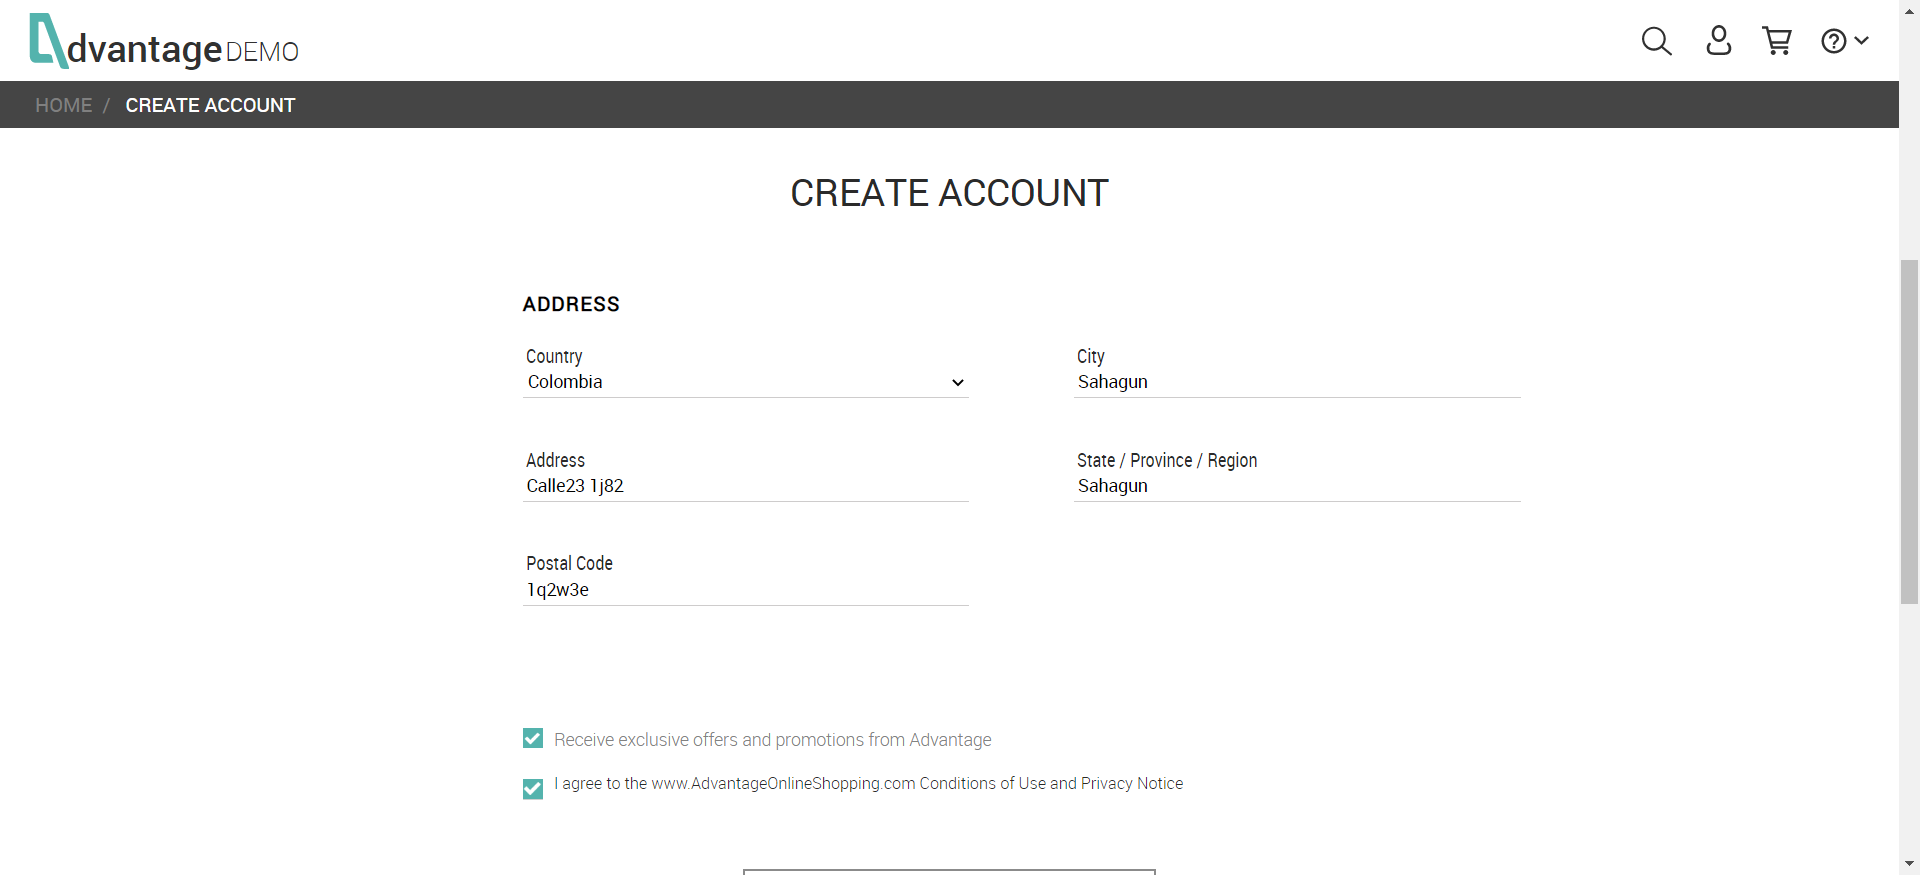 dvantage DEMO
HOME / CREATE ACCOUNT
CREATE ACCOUNT
ADDRESS
Country
Colombia
City
Sahagun
Address
Calle23 1j82
State / Province / Region
Sahagun
Postal Code
1q2w3e
Receive exclusive offers and promotions from Advantage
I agree to the www.AdvantageOnlineShopping.com Conditions of Use and Privacy Notice